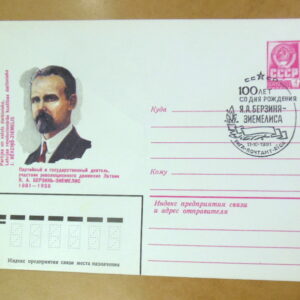 Партийный и государственный деятель,
участник революционного движения Латвии
Я. А. БЕРЗИНЬ-ЗИЕМЕЛИС
1881—1938
СССР
100 ЛЕТ
СО ДНЯ РОЖДЕНИЯ
Я.А. БЕРЗИНЯ-
ЗИЕМЕЛИСА
Куда
Кому
Индекс предприятия связи
и адрес отправителя
Индекс предприятия связи места назначения